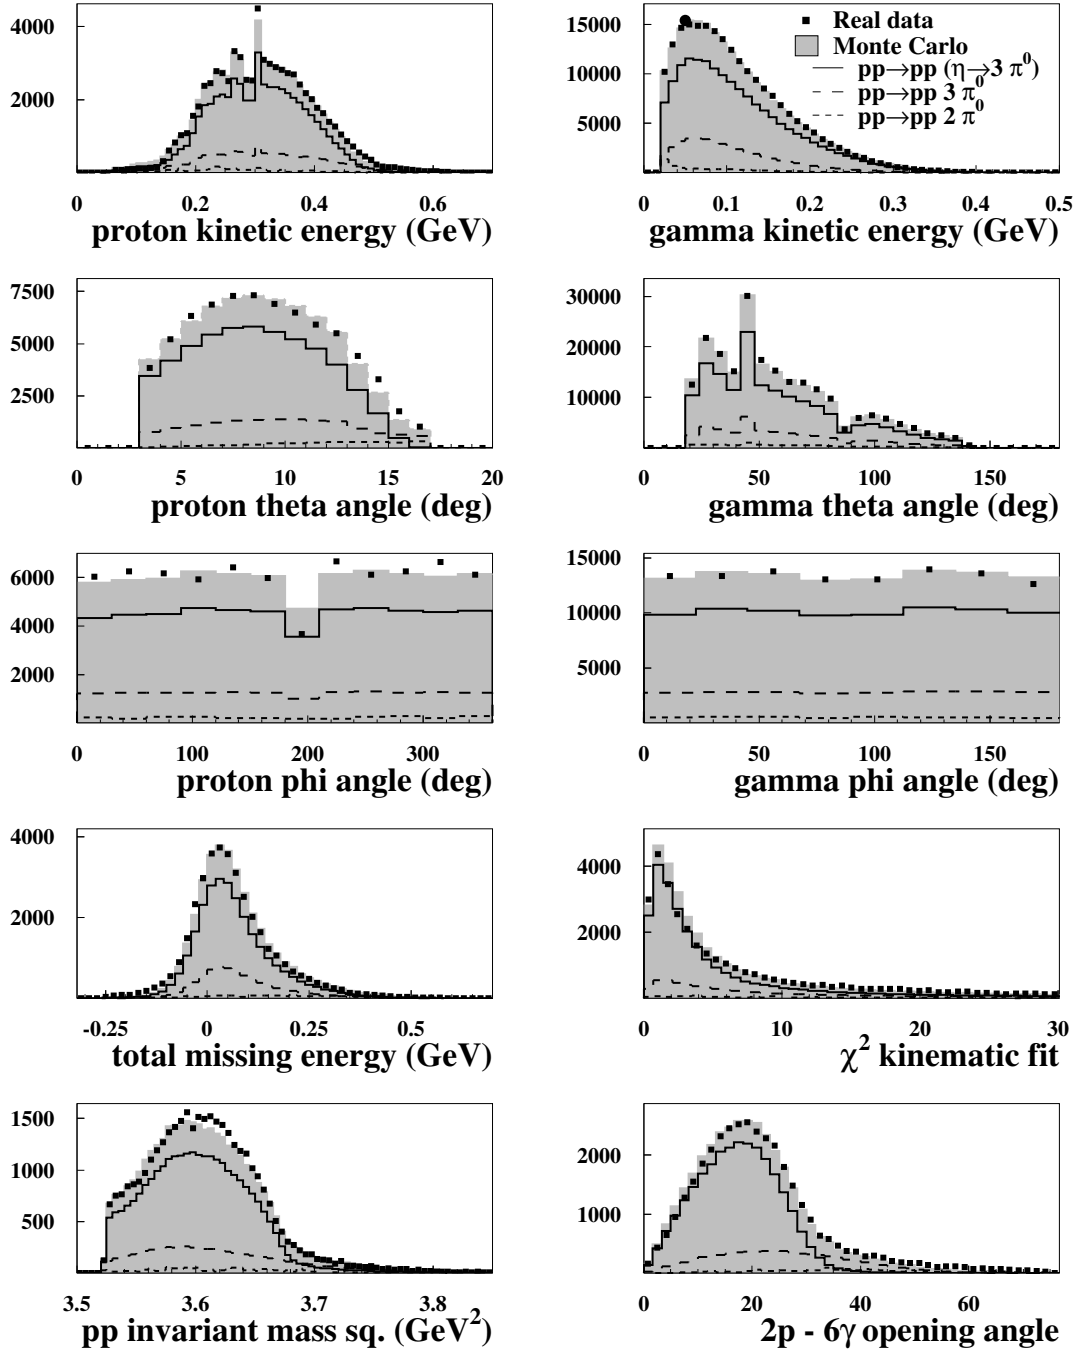 4000
2000
0 0.2 0.4 0.6
proton kinetic energy (GeV)
15000
10000
5000
Real data
Monte Carlo
pp→pp (η→3 π⁰)
pp→pp 3 π⁰
pp→pp 2 π⁰
0 0.1 0.2 0.3 0.4 0.5
gamma kinetic energy (GeV)
7500
5000
2500
0 5 10 15 20
proton theta angle (deg)
30000
20000
10000
0 50 100 150
gamma theta angle (deg)
6000
4000
2000
0 100 200 300
proton phi angle (deg)
15000
10000
5000
0 50 100 150
gamma phi angle (deg)
4000
2000
-0.25 0 0.25 0.5
total missing energy (GeV)
4000
2000
0 10 20 30
χ² kinematic fit
1500
1000
500
3.5 3.6 3.7 3.8
pp invariant mass sq. (GeV²)
2000
1000
0 20 40 60
2p - 6γ opening angle